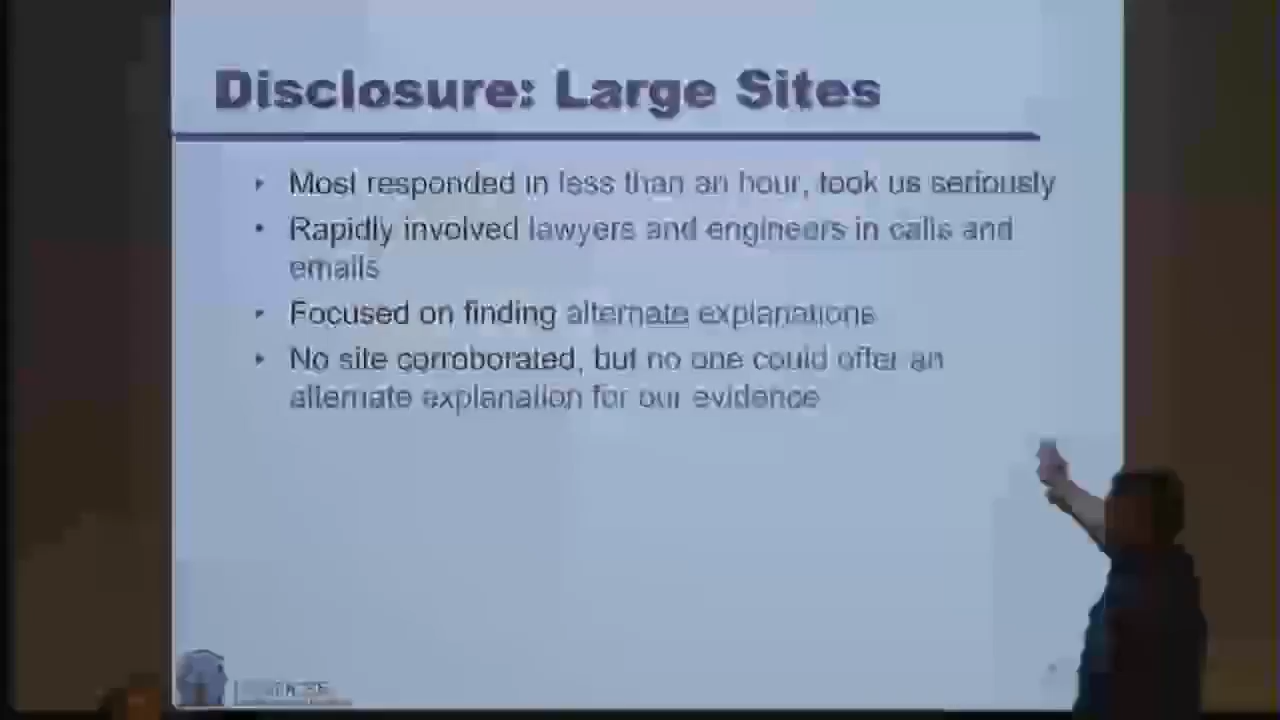 Disclosure: Large Sites
Most responded in less than an hour, took us seriously
Rapidly involved lawyers and engineers in calls and
emails
Focused on finding alternate explanations
No site corroborated, but no one could offer an
alternate explanation for our evidence